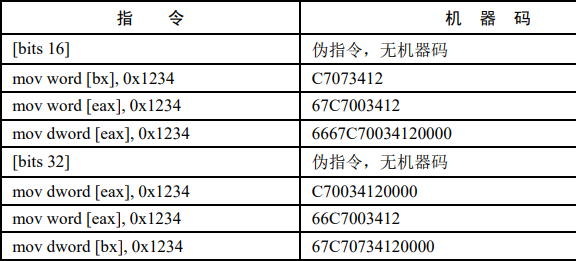 指 令 机 器 码
[bits 16] 伪指令，无机器码
mov word [bx], 0x1234 C7073412
mov word [eax], 0x1234 67C7003412
mov dword [eax], 0x1234 6667C70034120000
[bits 32] 伪指令，无机器码
mov dword [eax], 0x1234 C70034120000
mov word [eax], 0x1234 66C7003412
mov dword [bx], 0x1234 67C70734120000